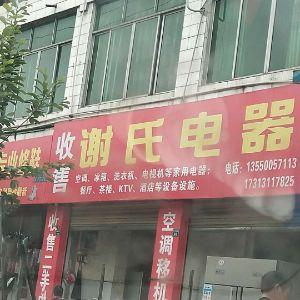 收售
谢氏电器
空调、冰箱、洗衣机、电视机等家用电器；
餐厅、茶楼、KTV、酒店等设备设施。
电话：13550057113
17313117825
收售二手
空调移机